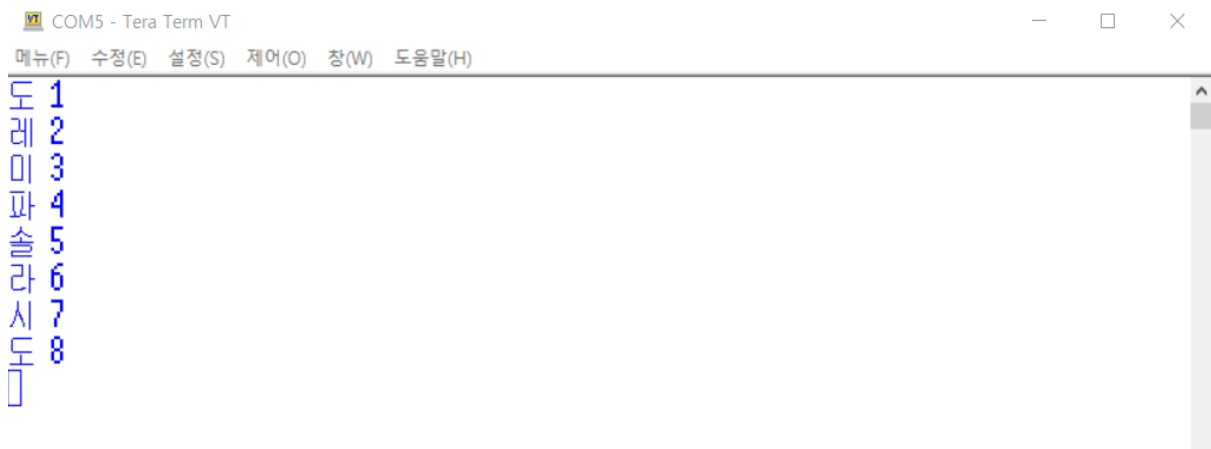 COM5 - Tera Term VT
메뉴(F) 수정(E) 설정(S) 제어(O) 창(W) 도움말(H)
도 1
레 2
미 3
파 4
솔 5
라 6
시 7
도 8